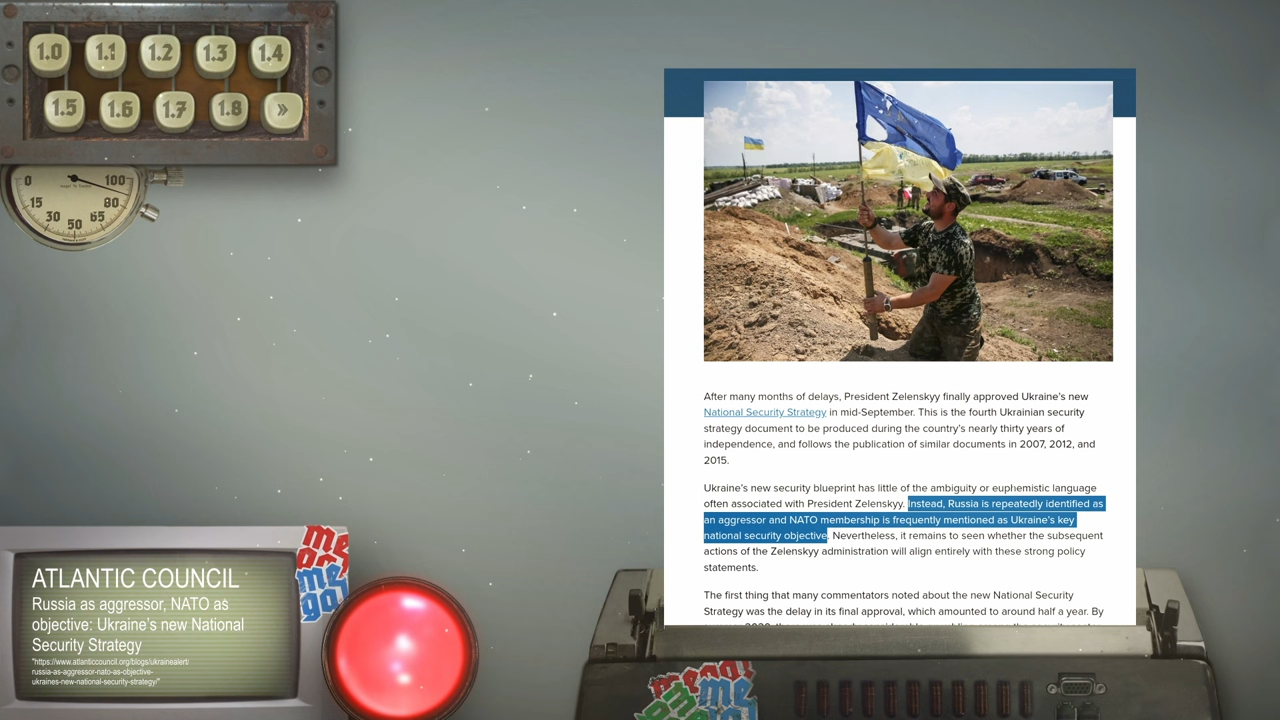 1.0 1.1 1.2 1.3 1.4
1.5 1.6 1.7 1.8 »
0 100
15 80
30 65
50
After many months of delays, President Zelenskyy finally approved Ukraine's new
National Security Strategy in mid-September. This is the fourth Ukrainian security
strategy document to be produced during the country's nearly thirty years of
independence, and follows the publication of similar documents in 2007, 2012, and
2015.
Ukraine's new security blueprint has little of the ambiguity or euphemistic language
often associated with President Zelenskyy. Instead, Russia is repeatedly identified as
an aggressor and NATO membership is frequently mentioned as Ukraine's key
national security objective. Nevertheless, it remains to seen whether the subsequent
actions of the Zelenskyy administration will align entirely with these strong policy
statements.
The first thing that many commentators noted about the new National Security
Strategy was the delay in its final approval, which amounted to around half a year. By
ATLANTIC COUNCIL
Russia as aggressor, NATO as
objective: Ukraine's new National
Security Strategy
"https://www.atlanticcouncil.org/blogs/ukrainealert/
russia-as-aggressor-nato-as-objective-
ukraines-new-national-security-strategy/"